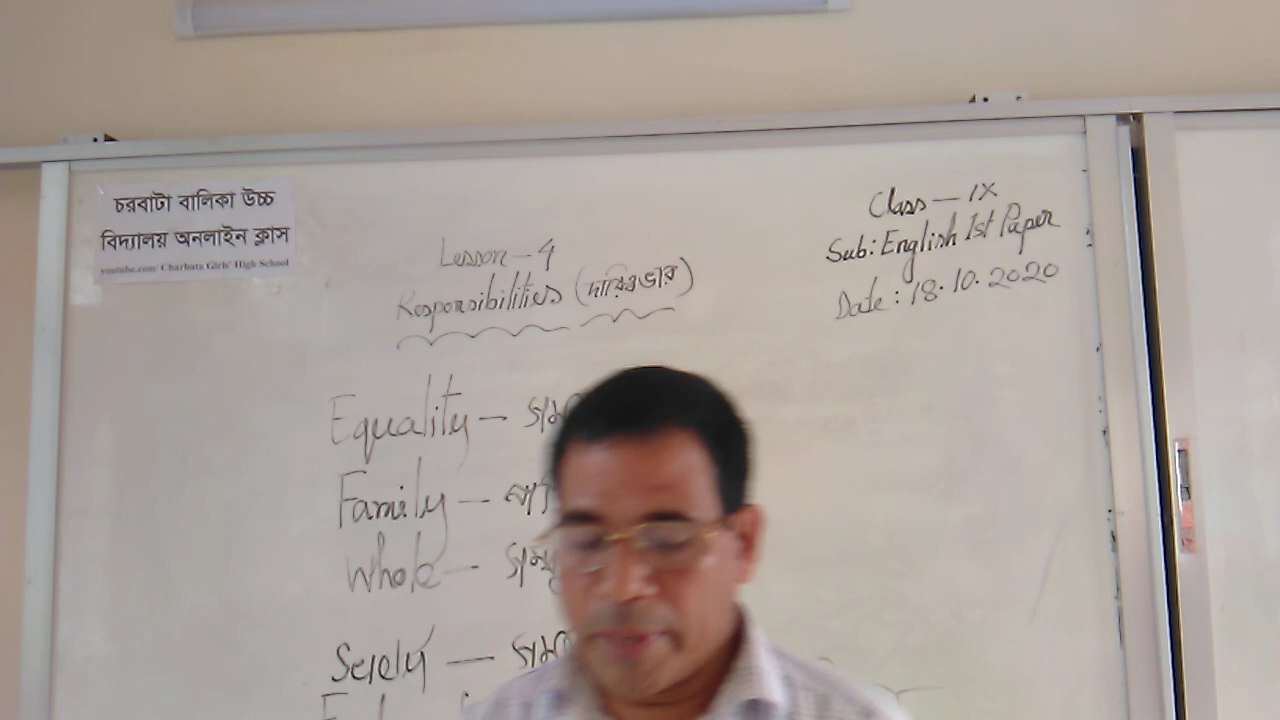 চরবাটা বালিকা উচ্চ
বিদ্যালয় অনলাইন ক্লাস
youtube.com/ Charbata Girls' High School
Class — IX
Sub: English 1st Paper
Date: 18.10.2020
Lesson - 4
Responsibilities (দায়িত্বভার)
Equality —
Family —
Whole —